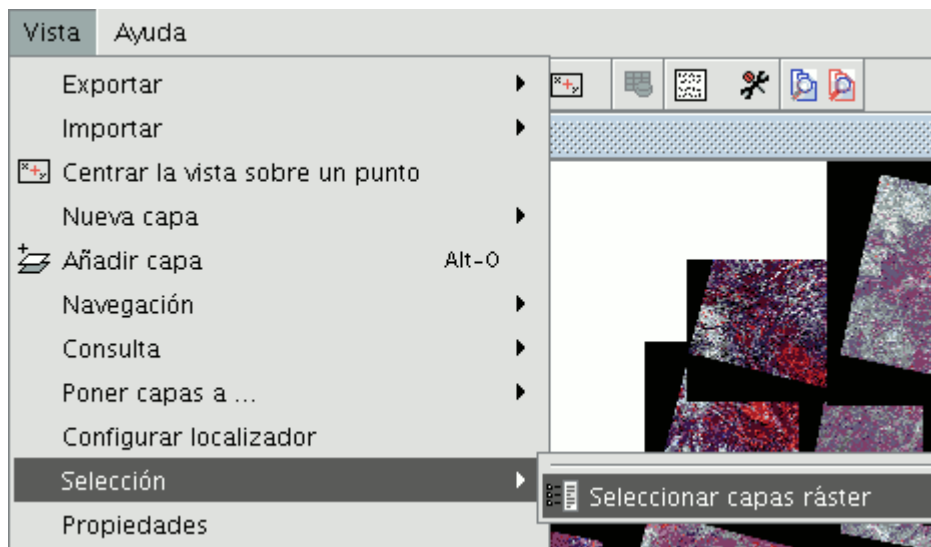 Vista Ayuda
Exportar
Importar
Centrar la vista sobre un punto
Nueva capa
Añadir capa Alt-O
Navegación
Consulta
Poner capas a ...
Configurar localizador
Selección
Seleccionar capas ráster
Propiedades